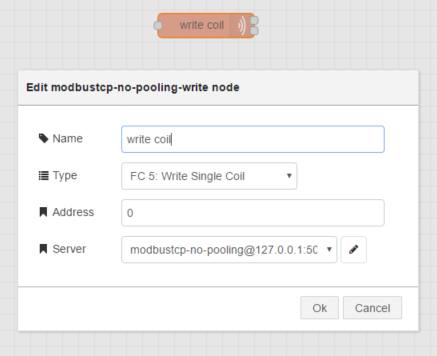 write coil
Edit modbustcp-no-pooling-write node
Name
write coil
Type
FC 5: Write Single Coil
Address
0
Server
modbustcp-no-pooling@127.0.0.1:50
Ok
Cancel